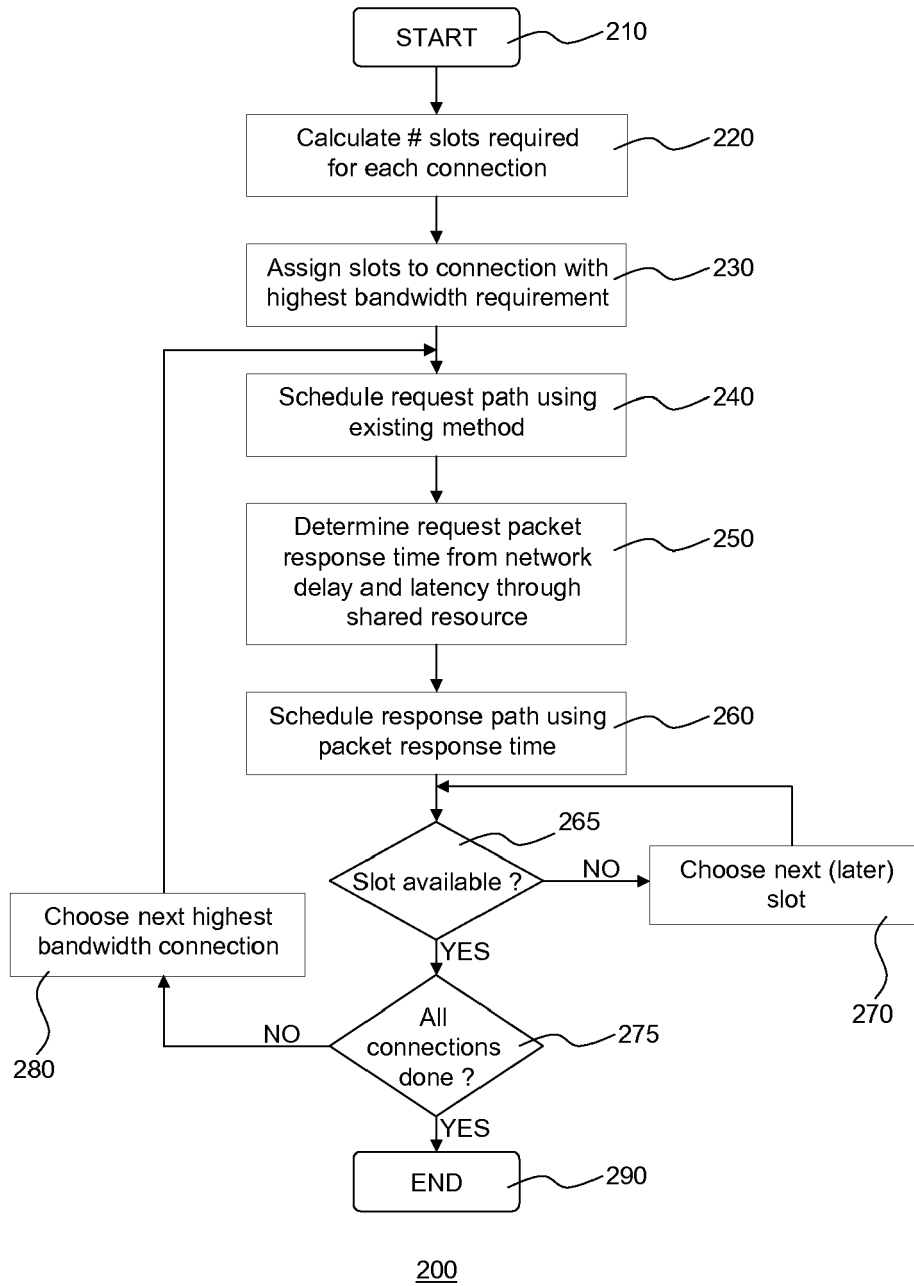 START
210
Calculate # slots required
for each connection
220
Assign slots to connection with
highest bandwidth requirement
230
Schedule request path using
existing method
240
Determine request packet
response time from network
delay and latency through
shared resource
250
Schedule response path using
packet response time
260
265
Slot available ?
NO
Choose next (later)
slot
270
YES
Choose next highest
bandwidth connection
280
NO
All
connections
done ?
275
YES
END
290
200